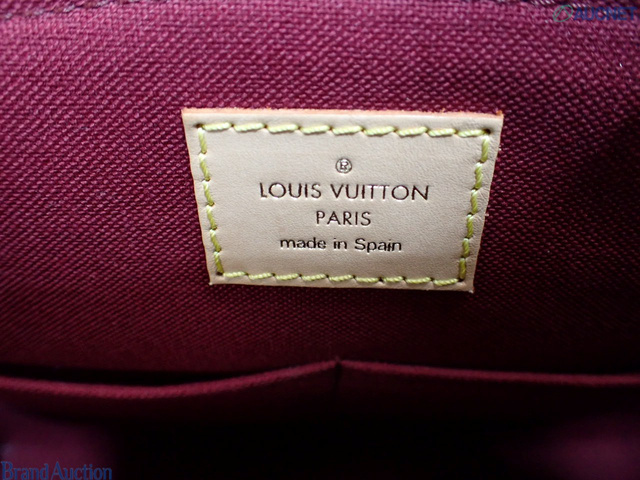 ®
LOUIS VUITTON
PARIS
made in Spain
Brand Auction